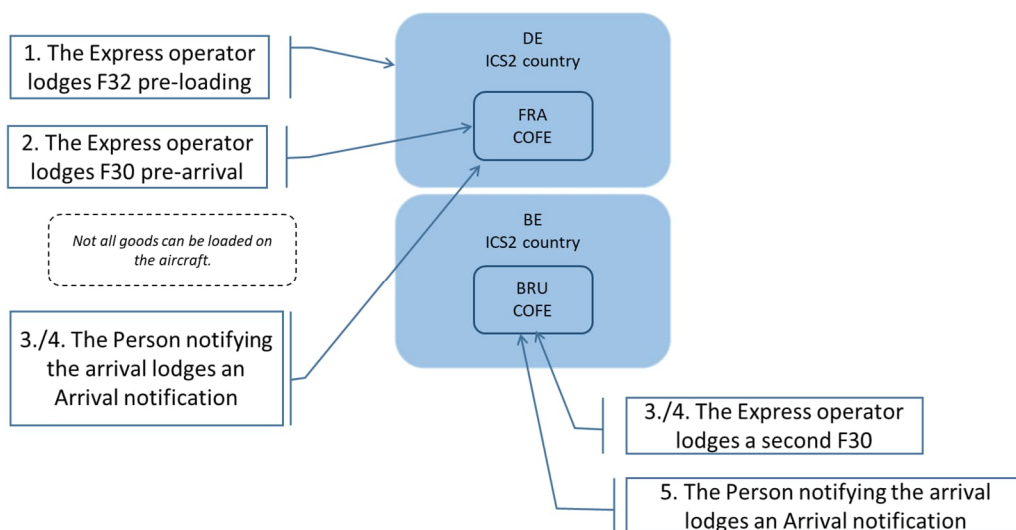 1. The Express operator
lodges F32 pre-loading
DE
ICS2 country
FRA
COFE
2. The Express operator
lodges F30 pre-arrival
Not all goods can be loaded on
the aircraft.
BE
ICS2 country
BRU
COFE
3./4. The Person notifying
the arrival lodges an
Arrival notification
3./4. The Express operator
lodges a second F30
5. The Person notifying the arrival
lodges an Arrival notification